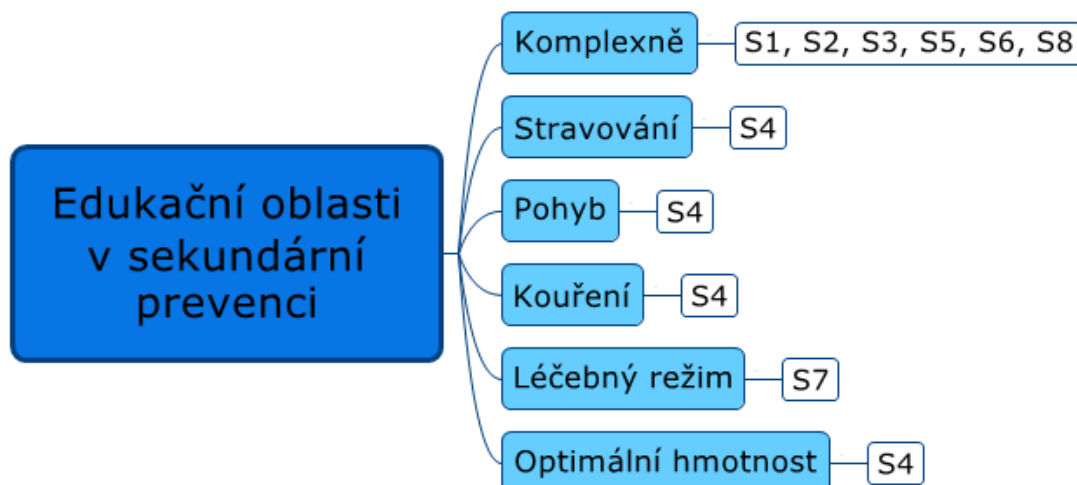 Edukační oblasti
v sekundární
prevenci
Komplexně
S1, S2, S3, S5, S6, S8
Stravování
S4
Pohyb
S4
Kouření
S4
Léčebný režim
S7
Optimální hmotnost
S4